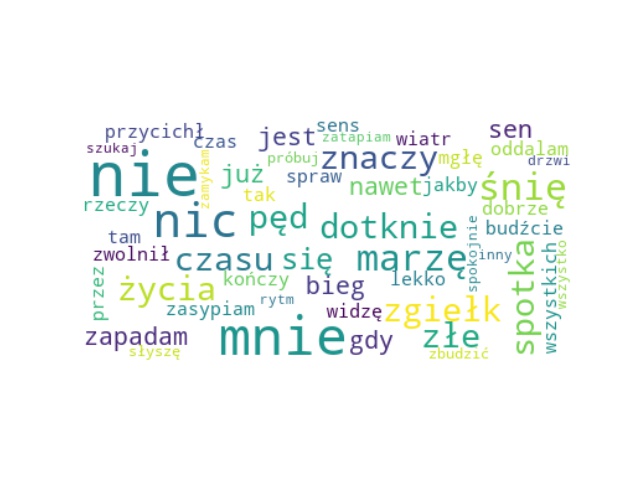 przycichł czas jest sens zatapiam wiatr sen
szukaj zamykam próbuj znaczy mgłę oddalam drzwi
nie już spraw nawet jakby śnię
rzeczy tak dobrze
nic pęd dotknie spokojnie budźcie
tam
zwolnił czasu się marzę inny wszystkich wszystko
przez życia kończy bieg lekko spotka
zasypiam rytm widzę zgiełk
zapadam mnie gdy złe
słyszę zbudzić